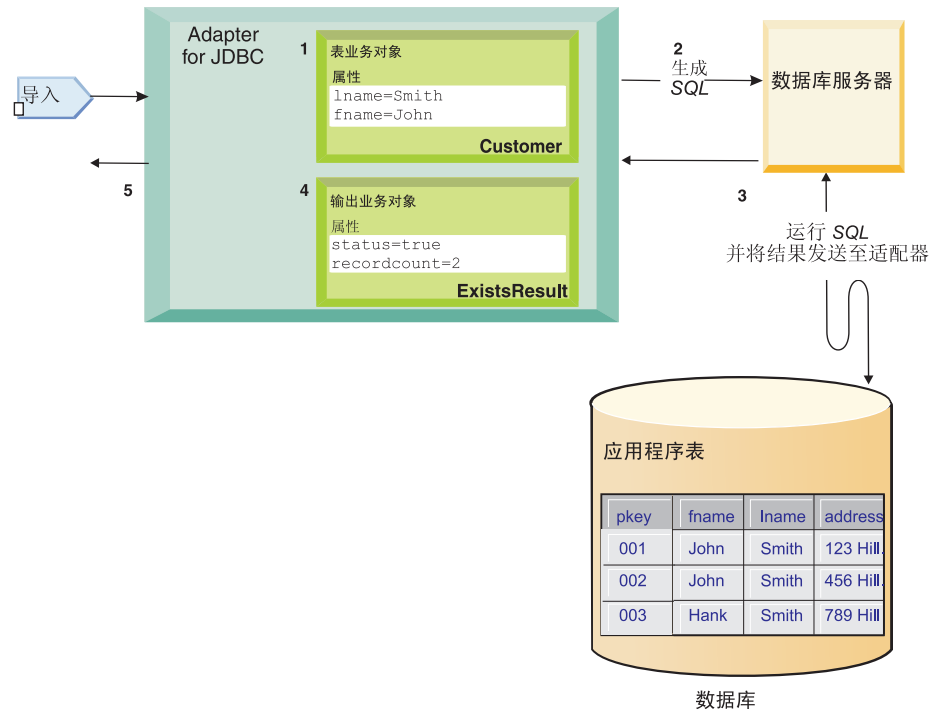 Adapter
for JDBC
导入
1
表业务对象
属性
lname=Smith
fname=John
Customer
2
生成
SQL
数据库服务器
5
4
输出业务对象
属性
status=true
recordcount=2
ExistsResult
3
运行 SQL
并将结果发送至适配器
应用程序表
pkey fname lname address
001 John Smith 123 Hill.
002 John Smith 456 Hill.
003 Hank Smith 789 Hill
数据库